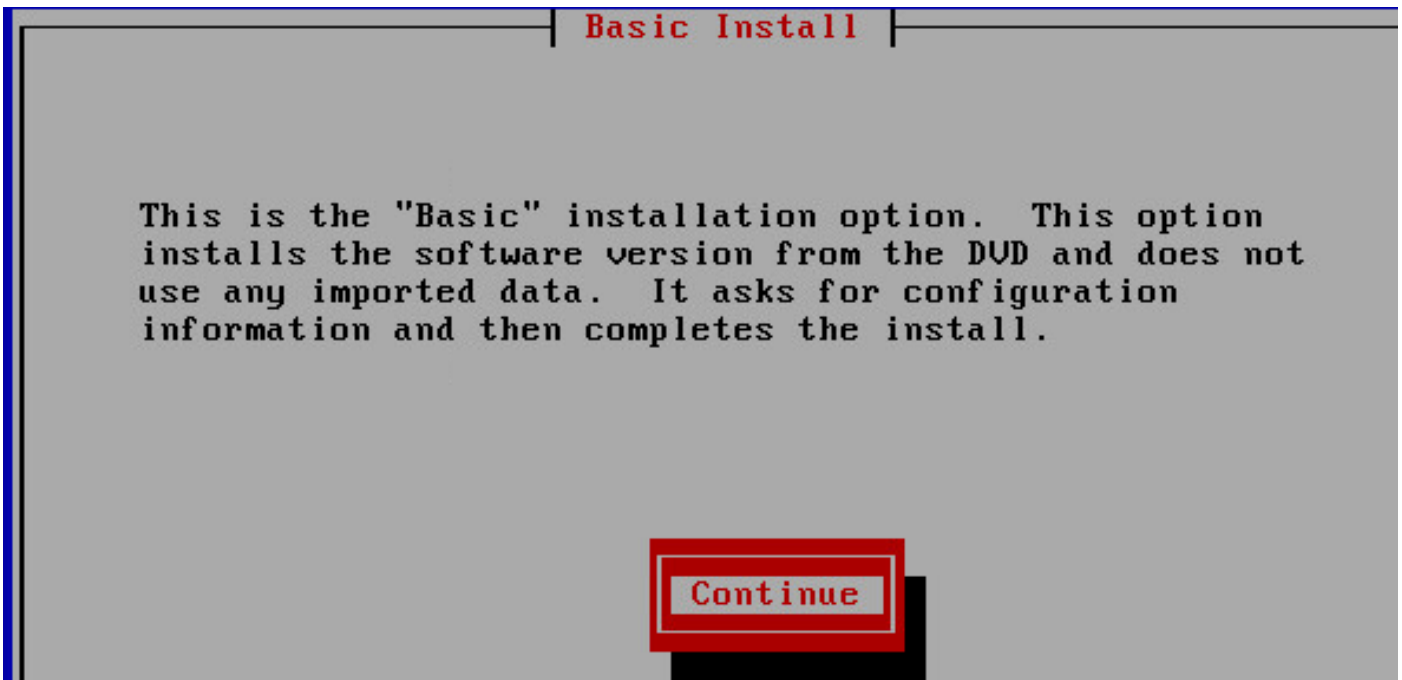 Basic Install
This is the "Basic" installation option.  This option
installs the software version from the DVD and does not
use any imported data.  It asks for configuration
information and then completes the install.
Continue